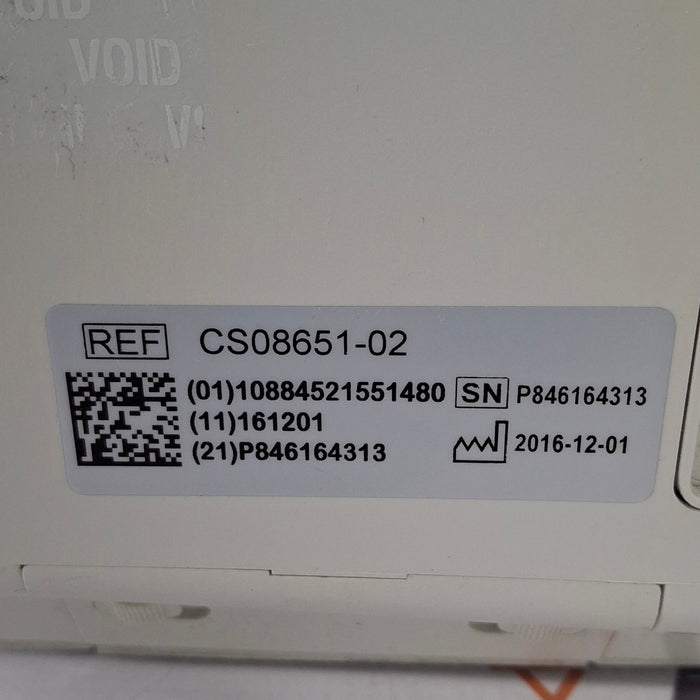 VOID
VOID
REF CS08651-02
(01)10884521551480 SN P846164313
(11)161201
(21)P846164313 2016-12-01